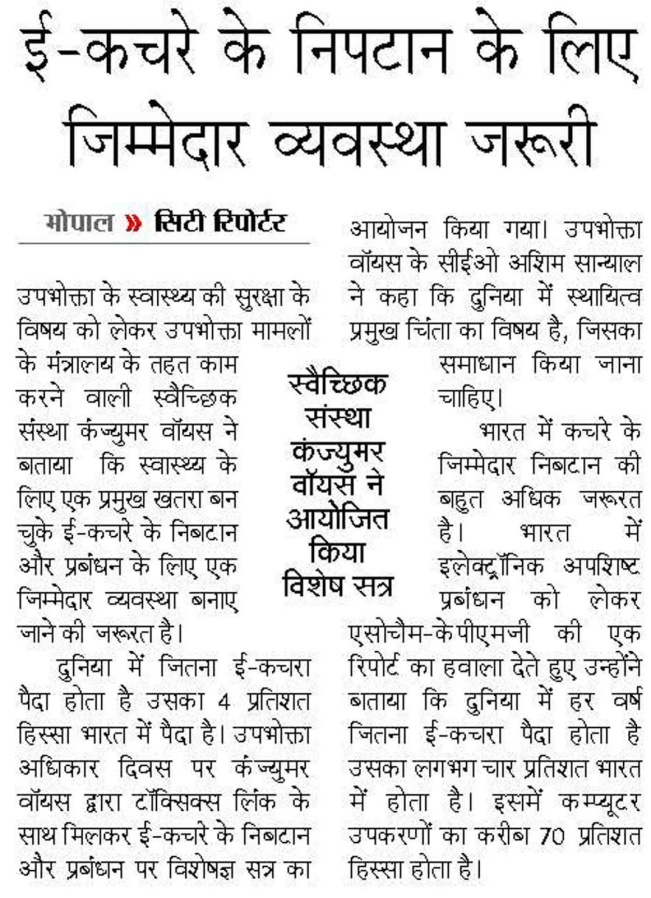 ई-कचरे के निपटान के लिए
जिम्मेदार व्यवस्था जरूरी
भोपाल » सिटी रिपोर्टर
उपभोक्ता के स्वास्थ्य की सुरक्षा के
विषय को लेकर उपभोक्ता मामलों
के मंत्रालय के तहत काम
करने वाली स्वैच्छिक
संस्था कंज्युमर वॉयस ने
बताया कि स्वास्थ्य के
लिए एक प्रमुख खतरा बन
चुके ई-कचरे के निबटान
और प्रबंधन के लिए एक
जिम्मेदार व्यवस्था बनाए
जाने की जरूरत है।
दुनिया में जितना ई-कचरा
पैदा होता है उसका 4 प्रतिशत
हिस्सा भारत में पैदा है। उपभोक्ता
अधिकार दिवस पर कंज्युमर
वॉयस द्वारा टॉक्सिक्स लिंक के
साथ मिलकर ई-कचरे के निबटान
और प्रबंधन पर विशेषज्ञ सत्र का
स्वैच्छिक
संस्था
कंज्युमर
वॉयस ने
आयोजित
किया
विशेष सत्र
आयोजन किया गया। उपभोक्ता
वॉयस के सीईओ अशिम सान्याल
ने कहा कि दुनिया में स्थायित्व
प्रमुख चिंता का विषय है, जिसका
समाधान किया जाना
चाहिए।
भारत में कचरे के
जिम्मेदार निबटान की
बहुत अधिक जरूरत
है। भारत में
इलेक्ट्रॉनिक अपशिष्ट
प्रबंधन को लेकर
एसोचैम-केपीएमजी की एक
रिपोर्ट का हवाला देते हुए उन्होंने
बताया कि दुनिया में हर वर्ष
जितना ई-कचरा पैदा होता है
उसका लगभग चार प्रतिशत भारत
में होता है। इसमें कम्प्यूटर
उपकरणों का करीब 70 प्रतिशत
हिस्सा होता है।